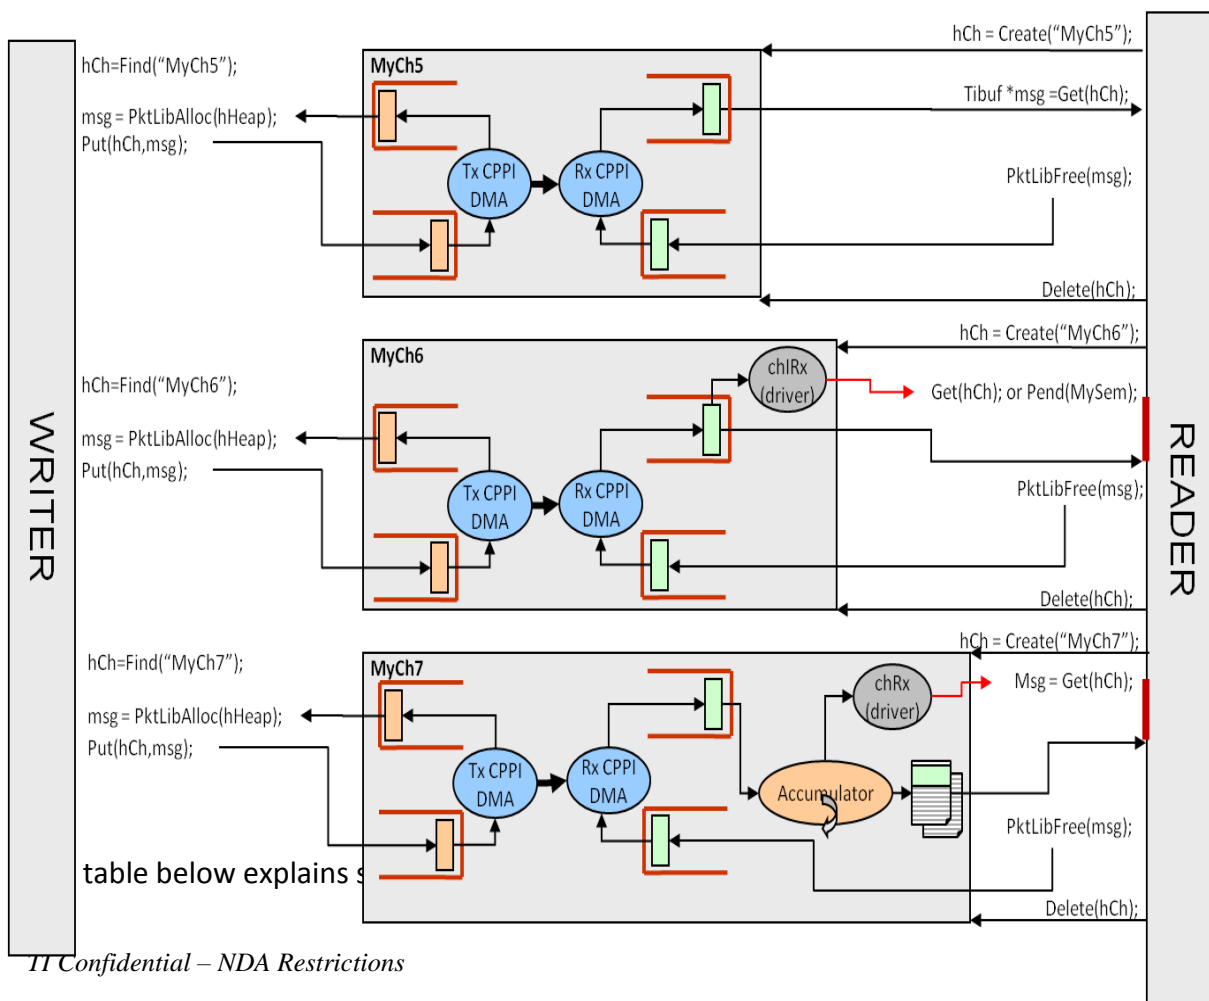 WRITER
READER
hCh=Find("MyCh5");
msg = PktLibAlloc(hHeap);
Put(hCh,msg);
MyCh5
Tx CPPI
DMA
Rx CPPI
DMA
hCh = Create("MyCh5");
Tibuf *msg =Get(hCh);
PktLibFree(msg);
Delete(hCh);
hCh=Find("MyCh6");
msg = PktLibAlloc(hHeap);
Put(hCh,msg);
MyCh6
Tx CPPI
DMA
Rx CPPI
DMA
chIRx
(driver)
hCh = Create("MyCh6");
Get(hCh); or Pend(MySem);
PktLibFree(msg);
Delete(hCh);
hCh=Find("MyCh7");
msg = PktLibAlloc(hHeap);
Put(hCh,msg);
MyCh7
Tx CPPI
DMA
Rx CPPI
DMA
Accumulator
chRx
(driver)
hCh = Create("MyCh7");
Msg = Get(hCh);
PktLibFree(msg);
Delete(hCh);
table below explains
TI Confidential – NDA Restrictions